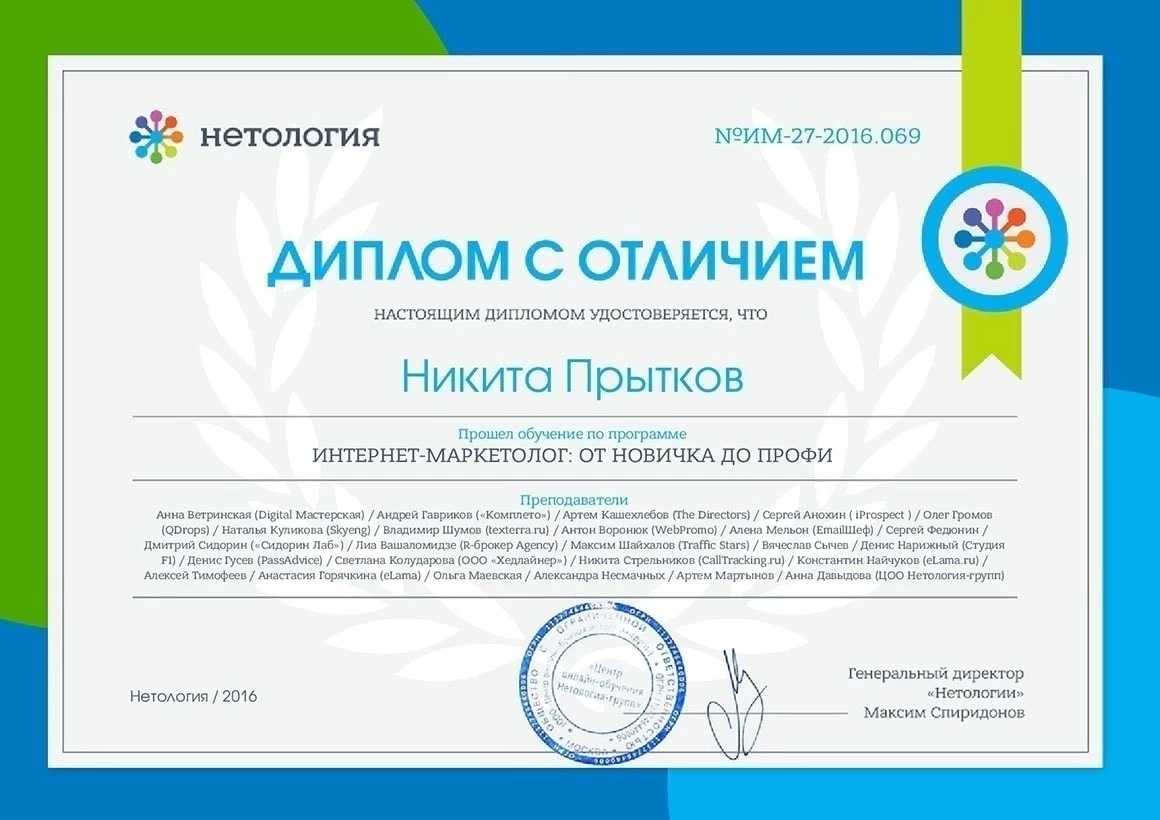 нетология
№ИМ-27-2016.069
ДИПЛОМ С ОТЛИЧИЕМ
НАСТОЯЩИМ ДИПЛОМОМ УДОСТОВЕРЯЕТСЯ, ЧТО
Никита Прытков
Прошел обучение по программе
ИНТЕРНЕТ-МАРКЕТОЛОГ: ОТ НОВИЧКА ДО ПРОФИ
Преподаватели
Анна Ветринская (Digital Мастерская) / Андрей Гавриков («Комплето») / Артем Кашехлебов (The Directors) / Сергей Анохин ( iProspect ) / Олег Громов
(QDrops) / Наталья Куликова (Skyeng) / Владимир Шумов (texterra.ru) / Антон Воронюк (WebPromo) / Алена Мельон (EmailШеф) / Сергей Федюнин /
Дмитрий Сидорин («Сидорин Лаб») / Лиа Вашаломидзе (R-брокер Agency) / Максим Шайхалов (Traffic Stars) / Вячеслав Сычев / Денис Нарижный (Студия
F1) / Денис Гусев (PassAdvice) / Светлана Колударова (ООО «Хедлайнер») / Никита Стрельников (CallTracking.ru) / Константин Найчуков (eLama.ru) /
Алексей Тимофеев / Анастасия Горячкина (eLama) / Ольга Маевская / Александра Несмачных / Артем Мартынов / Анна Давыдова (ЦОО Нетология-групп)
ОБЩЕСТВО С ОГРАНИЧЕННОЙ ОТВЕТСТВЕННОСТЬЮ
«Центр
онлайн-обучения
Нетология-групп»
МОСКВА
Нетология / 2016
Генеральный директор
«Нетологии»
Максим Спиридонов